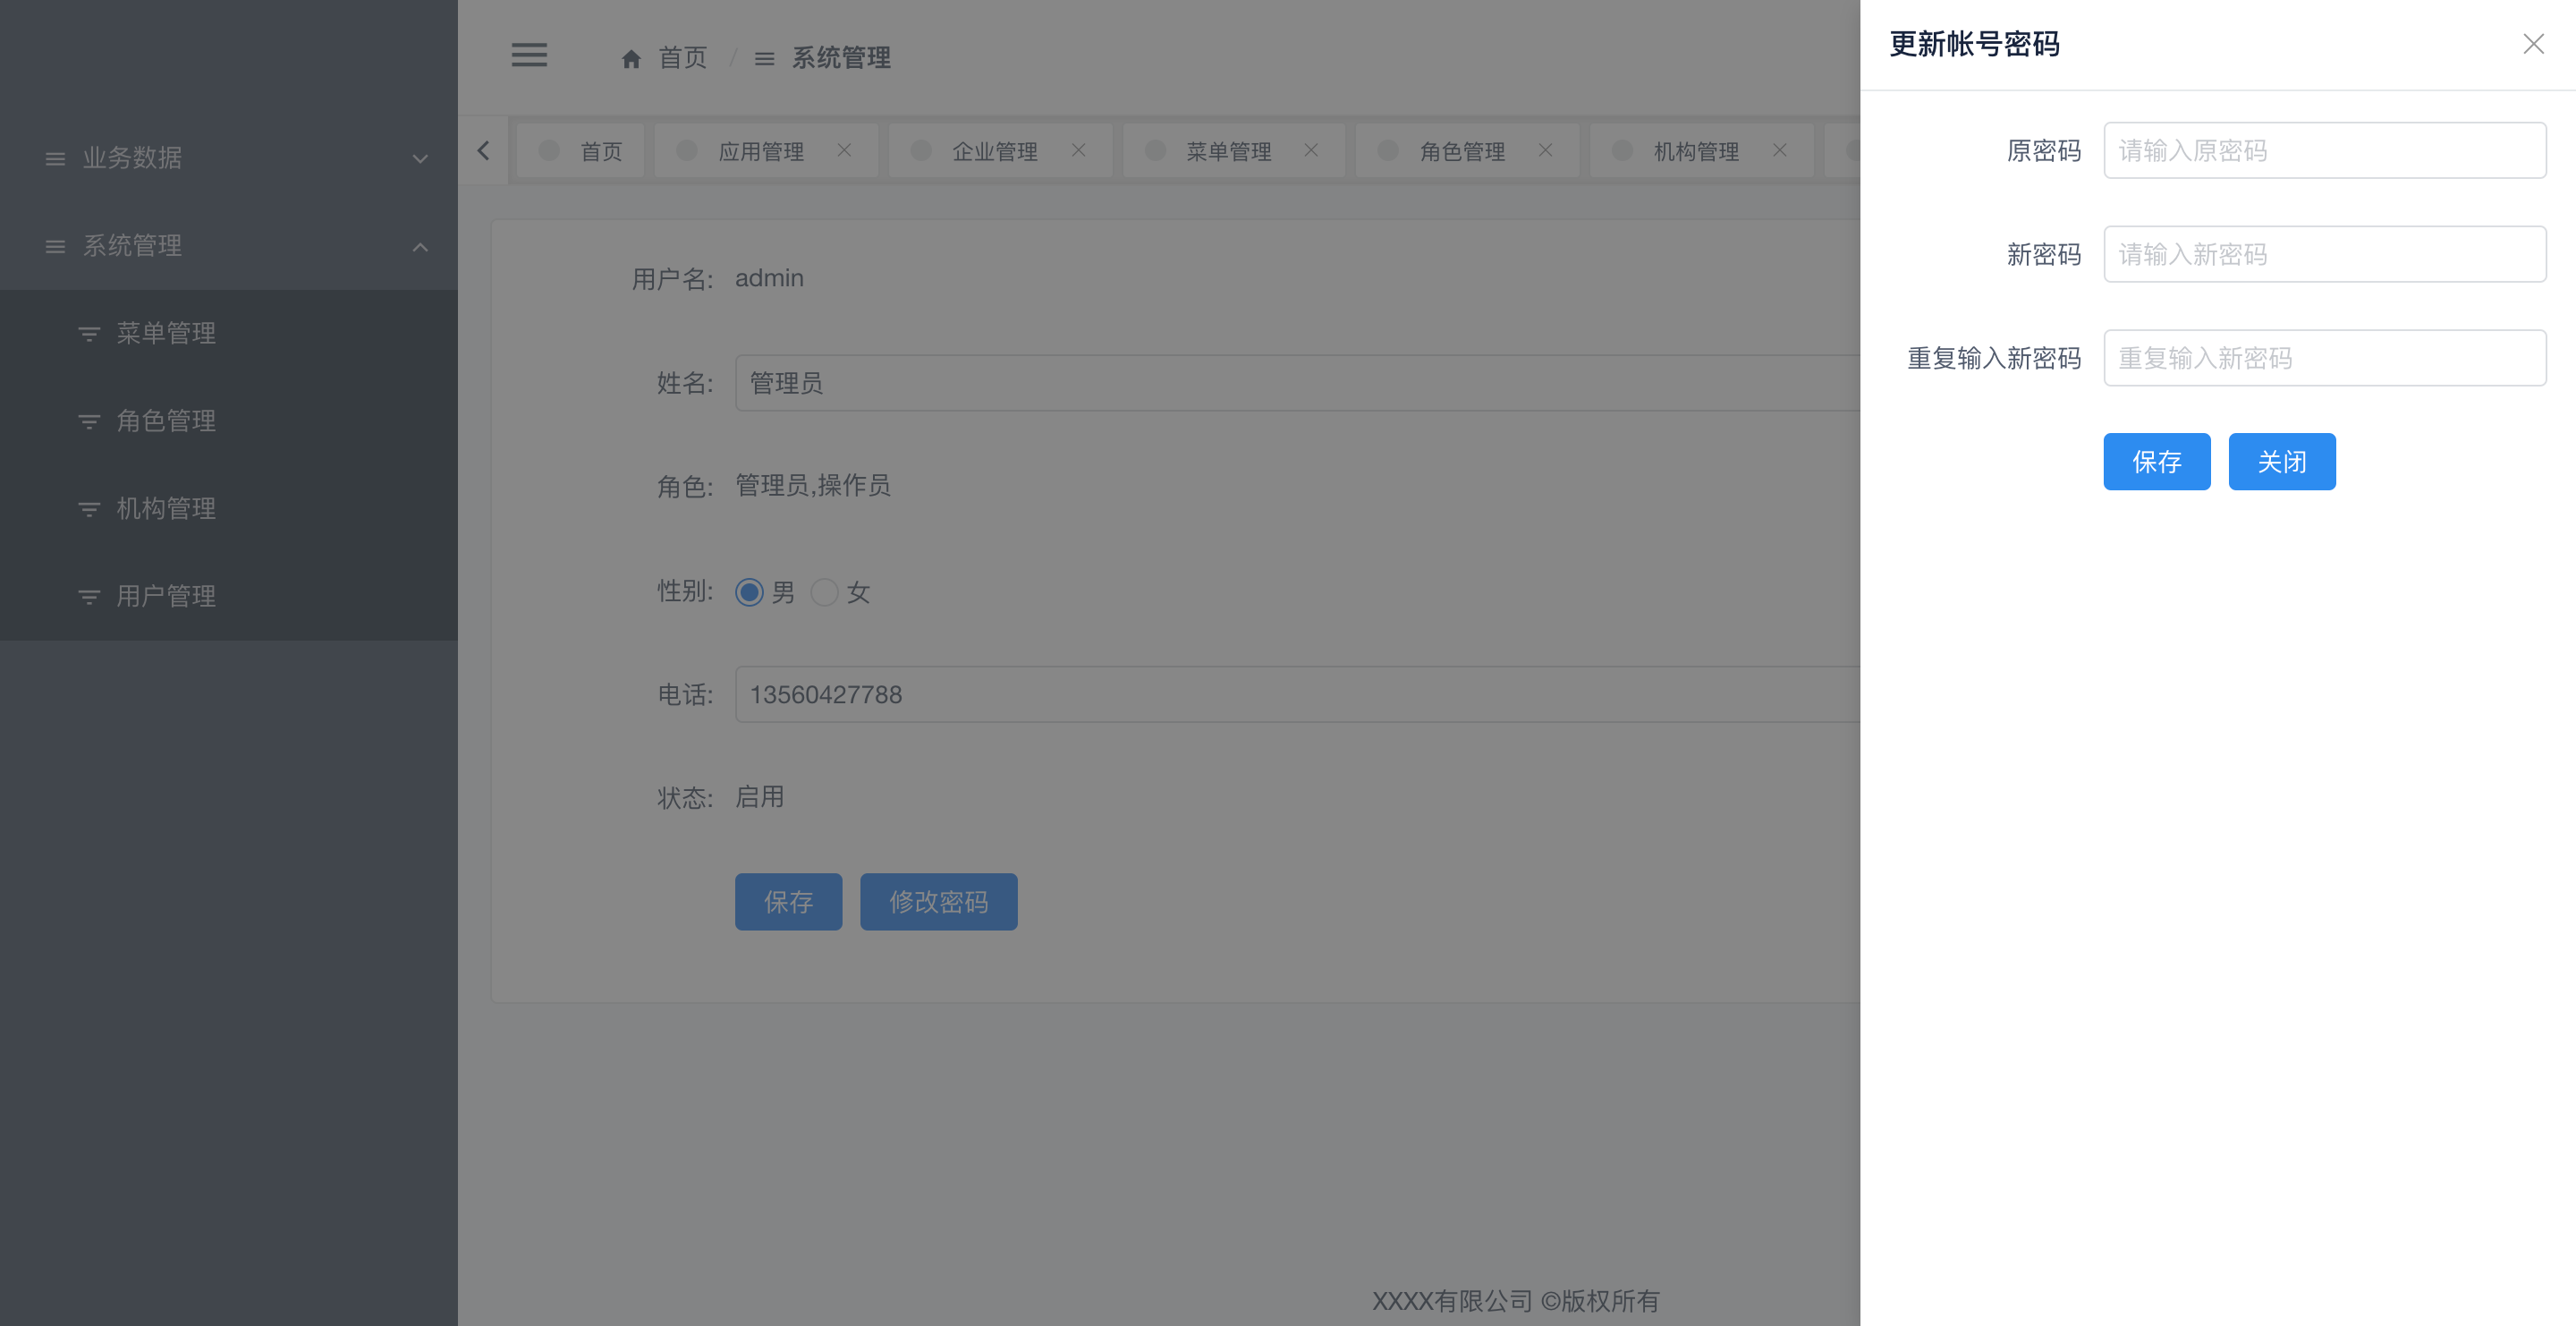 业务数据
系统管理
菜单管理
角色管理
机构管理
用户管理
首页 / 系统管理
首页 应用管理 企业管理 菜单管理 角色管理 机构管理
用户名: admin
姓名: 管理员
角色: 管理员,操作员
性别: 男 女
电话: 13560427788
状态: 启用
保存 修改密码
XXXX有限公司 ©版权所有
更新帐号密码
原密码 请输入原密码
新密码 请输入新密码
重复输入新密码 重复输入新密码
保存 关闭